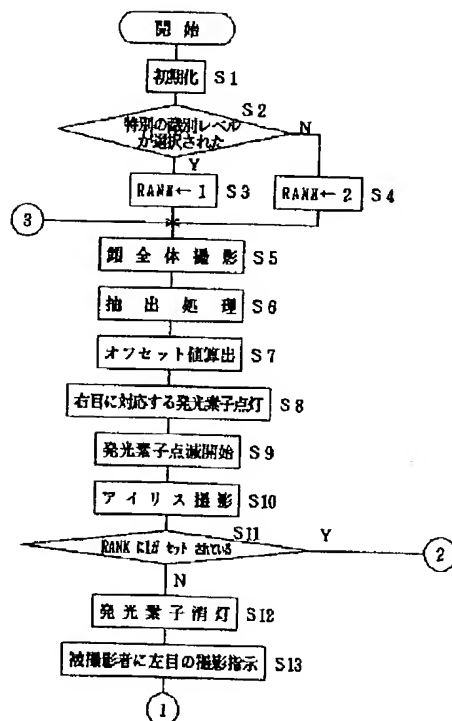 開始
初期化 S1
S2
特別の識別レベル
が選択された
N
Y
RANK←1 S3
RANK←2 S4
3
顔全体撮影 S5
抽出処理 S6
オフセット値算出 S7
右目に対応する発光素子点灯 S8
発光素子点滅開始 S9
アイリス撮影 S10
S11
RANKに1がセットされている
Y
2
N
発光素子消灯 S12
被撮影者に左目の撮影指示 S13
1